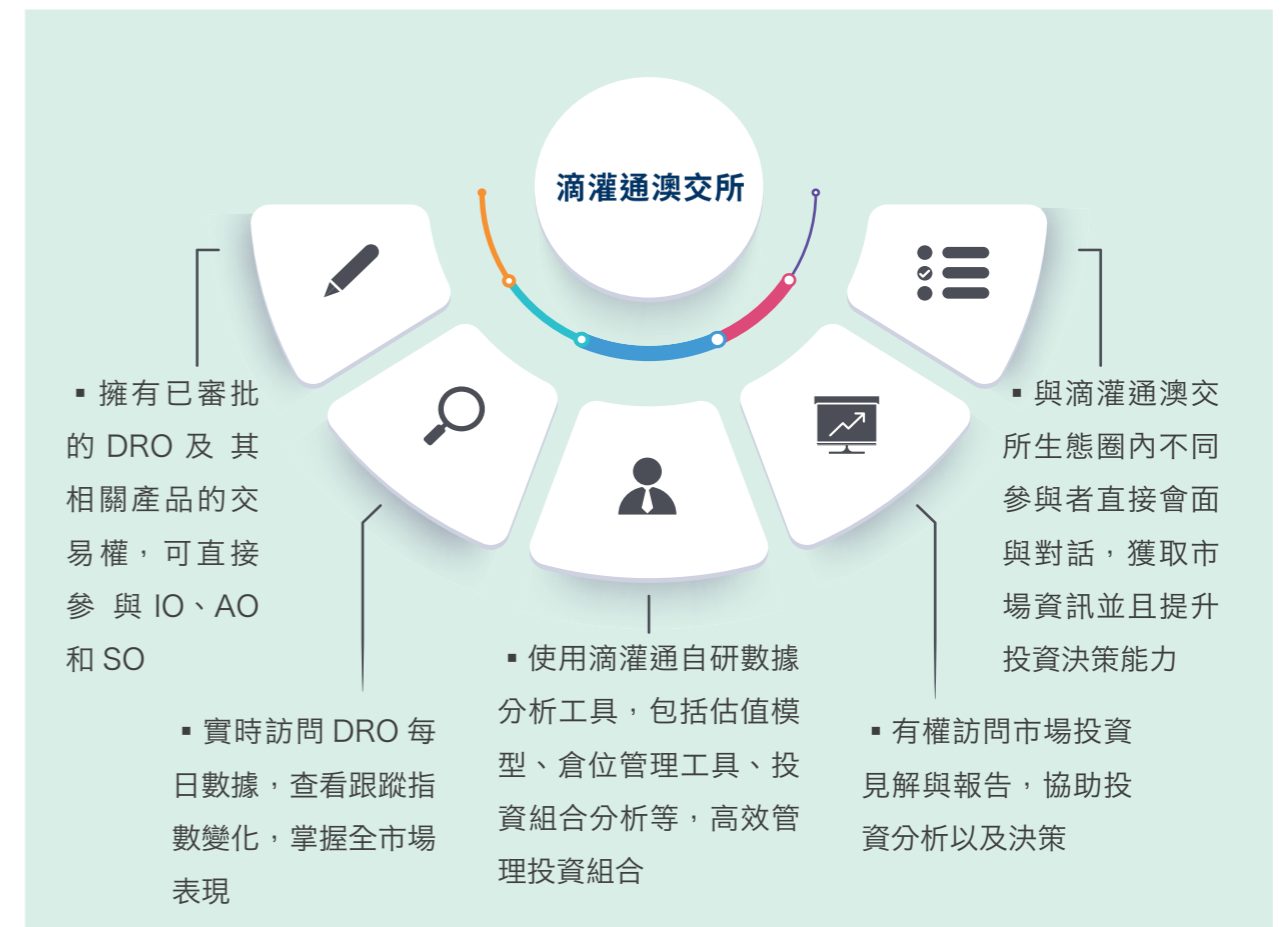 滴灌通澳交所
▪ 擁有已審批
的 DRO 及 其
相關產品的交
易權，可直接
參 與 IO、AO
和 SO
▪ 實時訪問 DRO 每
日數據，查看跟蹤指
數變化，掌握全市場
表現
▪ 使用滴灌通自研數據
分析工具，包括估值模
型、倉位管理工具、投
資組合分析等，高效管
理投資組合
▪ 有權訪問市場投資
見解與報告，協助投
資分析以及決策
▪ 與滴灌通澳交
所生態圈內不同
參與者直接會面
與對話，獲取市
場資訊並且提升
投資決策能力